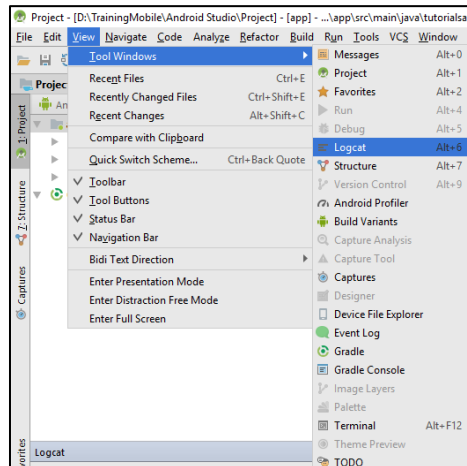 Project - [D:\TrainingMobile\Android Studio\Project] - [app] - ...\app\src\main\java\tutorialsa
File Edit View Navigate Code Analyze Refactor Build Run Tools VCS Window
Tool Windows
Recent Files Ctrl+E
Recently Changed Files Ctrl+Shift+E
Recent Changes Alt+Shift+C
Compare with Clipboard
Quick Switch Scheme... Ctrl+Back Quote
Toolbar
Tool Buttons
Status Bar
Navigation Bar
Bidi Text Direction
Enter Presentation Mode
Enter Distraction Free Mode
Enter Full Screen
Messages Alt+0
Project Alt+1
Favorites Alt+2
Run Alt+4
Debug Alt+5
Logcat Alt+6
Structure Alt+7
Version Control Alt+9
Android Profiler
Build Variants
Capture Analysis
Capture Tool
Captures
Designer
Device File Explorer
Event Log
Gradle
Gradle Console
Image Layers
Palette
Terminal Alt+F12
Theme Preview
TODO
Projec
An
1: Project
7: Structure
Captures
vorites
Logcat